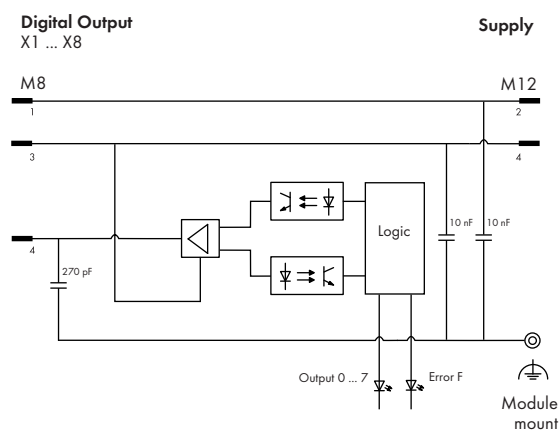 Digital Output
X1 ... X8
Supply
M8
M12
1
2
3
4
10 nF
10 nF
Logic
4
270 pF
Output 0 ... 7
Error F
Module
mount